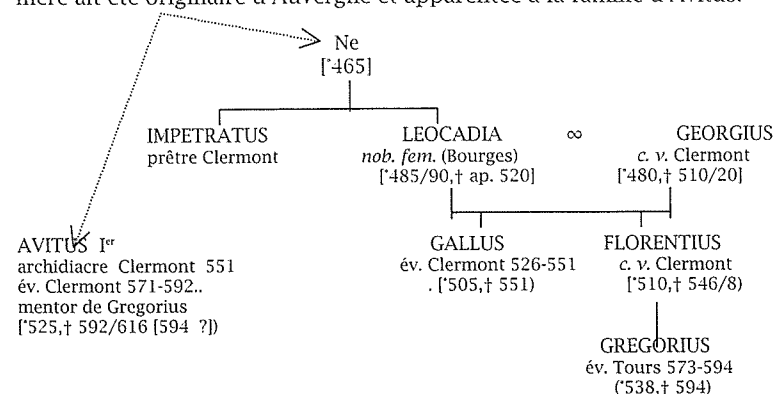 mère ait été originaire d'Auvergne et apparentée à la famille d'Avitus.
Ne
[*465]
IMPETRATUS
prêtre Clermont
LEOCADIA
nob. fem. (Bourges)
[*485/90,† ap. 520]
∞
GEORGIUS
c. v. Clermont
[*480,† 510/20]
AVITUS Ier
archidiacre Clermont 551
év. Clermont 571-592..
mentor de Gregorius
[*525,† 592/616 [594 ?])
GALLUS
év. Clermont 526-551
. [*505,† 551)
FLORENTIUS
c. v. Clermont
[*510,† 546/8)
GREGORIUS
év. Tours 573-594
(*538,† 594)